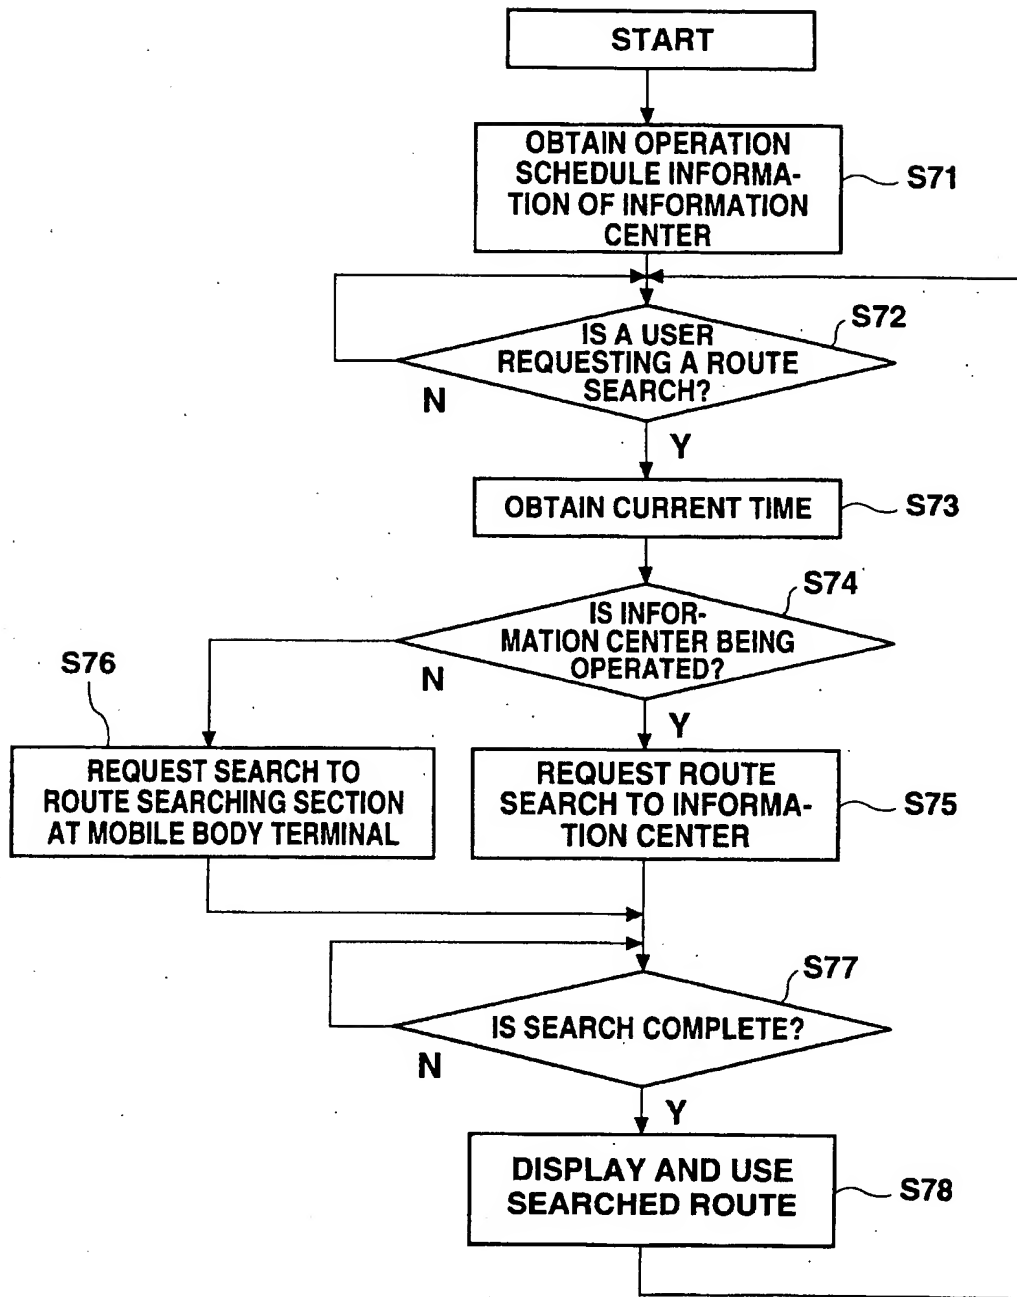 START
OBTAIN OPERATION
SCHEDULE INFORMA-
TION OF INFORMATION
CENTER
S71
IS A USER
REQUESTING A ROUTE
SEARCH?
S72
N
Y
OBTAIN CURRENT TIME
S73
IS INFOR-
MATION CENTER BEING
OPERATED?
S74
N
Y
S76
REQUEST SEARCH TO
ROUTE SEARCHING SECTION
AT MOBILE BODY TERMINAL
REQUEST ROUTE
SEARCH TO INFORMA-
TION CENTER
S75
IS SEARCH COMPLETE?
S77
N
Y
DISPLAY AND USE
SEARCHED ROUTE
S78